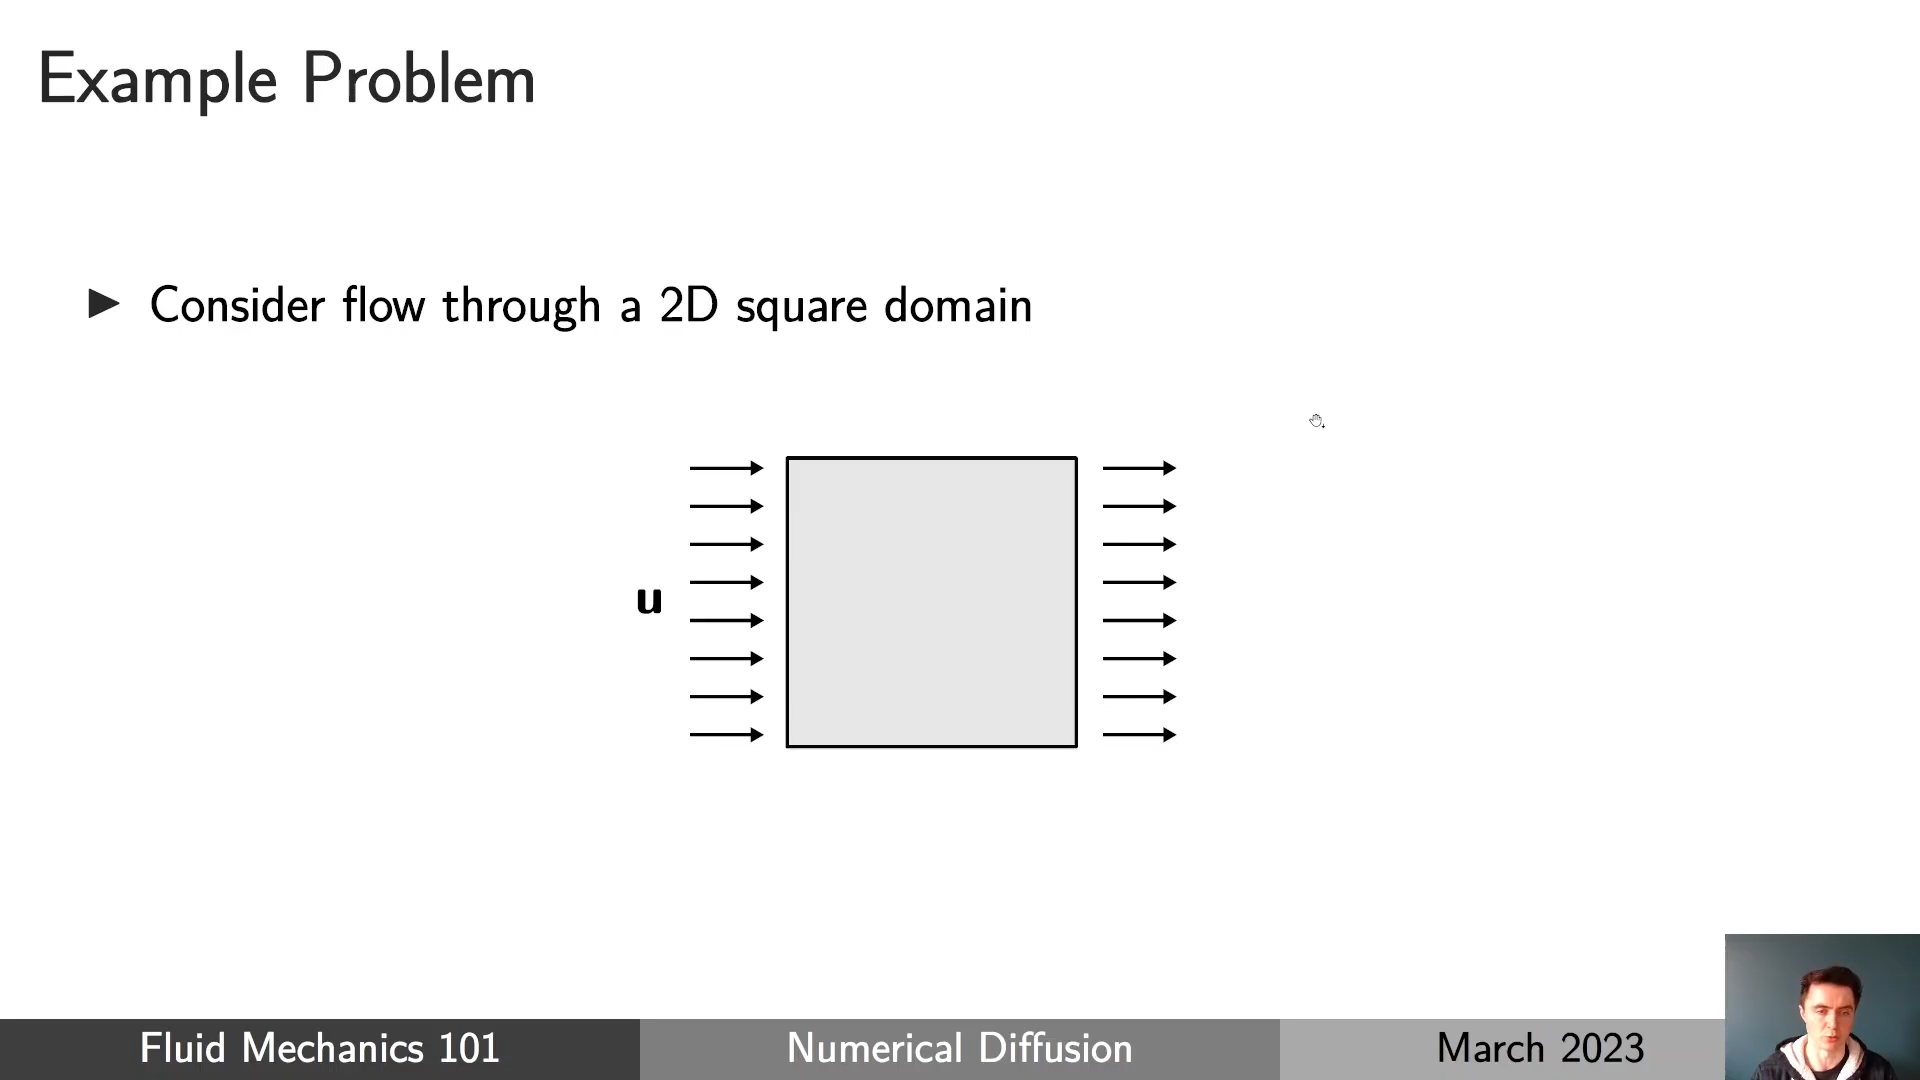 Example Problem
Consider flow through a 2D square domain
u
Fluid Mechanics 101
Numerical Diffusion
March 2023